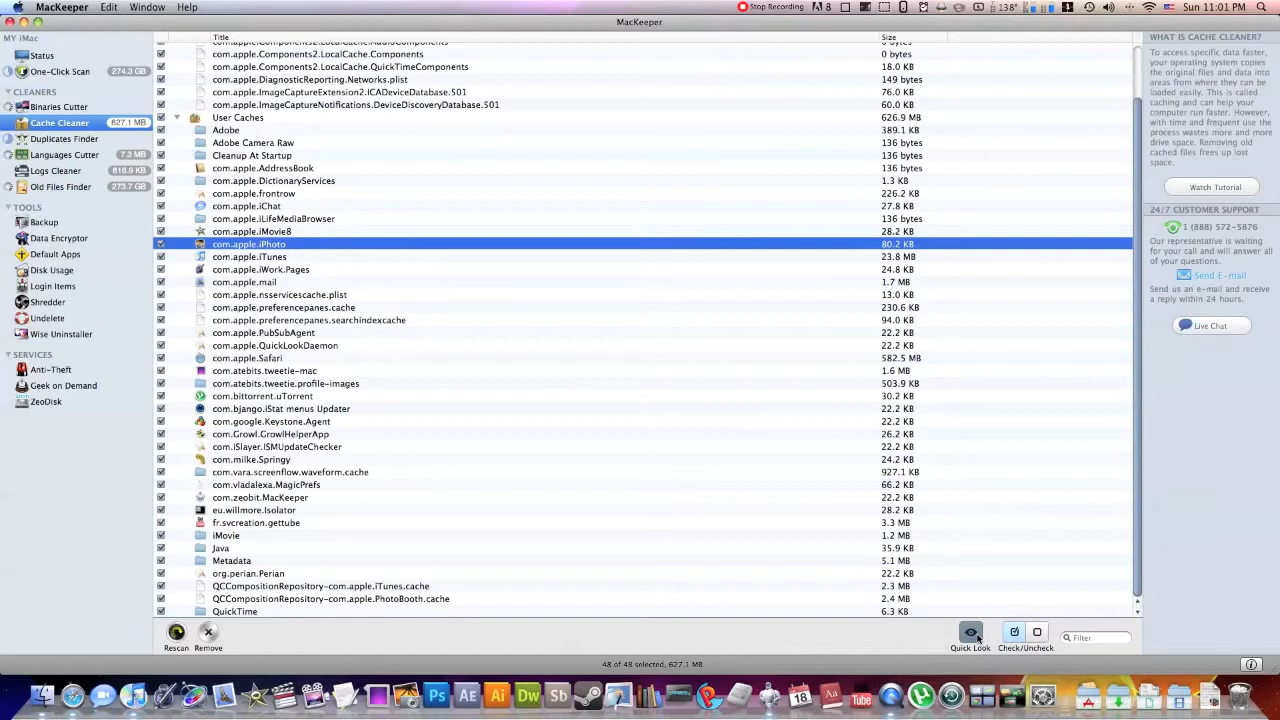 MacKeeper Edit Window Help Stop Recording 8 138° Sun 11:01 PM
MacKeeper
MY iMac
Status
One-Click Scan 274.3 GB
CLEANERS
Binaries Cutter
Cache Cleaner 627.1 MB
Duplicates Finder
Languages Cutter 7.3 MB
Logs Cleaner 816.9 KB
Old Files Finder 273.7 GB
TOOLS
Backup
Data Encryptor
Default Apps
Disk Usage
Login Items
Shredder
Undelete
Wise Uninstaller
SERVICES
Anti-Theft
Geek on Demand
ZeoDisk
Title Size
com.apple.Components2.LocalCache.AudioComponents 0 bytes
com.apple.Components2.LocalCache.Components 0 bytes
com.apple.Components2.LocalCache.QuickTimeComponents 18.0 KB
com.apple.DiagnosticReporting.Networks.plist 149 bytes
com.apple.ImageCaptureExtension2.ICADeviceDatabase.501 76.0 KB
com.apple.ImageCaptureNotifications.DeviceDiscoveryDatabase.501 60.0 KB
User Caches 626.9 MB
Adobe 389.1 KB
Adobe Camera Raw 136 bytes
Cleanup At Startup 136 bytes
com.apple.AddressBook 136 bytes
com.apple.DictionaryServices 1.3 KB
com.apple.frontrow 226.2 KB
com.apple.iChat 27.8 KB
com.apple.iLifeMediaBrowser 136 bytes
com.apple.iMovie8 28.2 KB
com.apple.iPhoto 80.2 KB
com.apple.iTunes 23.8 MB
com.apple.iWork.Pages 24.8 KB
com.apple.mail 1.7 MB
com.apple.nsservicescache.plist 13.0 KB
com.apple.preferencepanes.cache 230.6 KB
com.apple.preferencepanes.searchindexcache 94.0 KB
com.apple.PubSubAgent 22.2 KB
com.apple.QuickLookDaemon 22.2 KB
com.apple.Safari 582.5 MB
com.atebits.tweetie-mac 1.6 MB
com.atebits.tweetie.profile-images 503.9 KB
com.bittorrent.uTorrent 30.2 KB
com.bjango.iStat menus Updater 22.2 KB
com.google.Keystone.Agent 22.2 KB
com.Growl.GrowlHelperApp 26.2 KB
com.iSlayer.ISMUpdateChecker 22.2 KB
com.milke.Springy 24.2 KB
com.vara.screenflow.waveform.cache 927.1 KB
com.vladalexa.MagicPrefs 66.2 KB
com.zeobit.MacKeeper 22.2 KB
eu.willmore.Isolator 28.2 KB
fr.svcreation.gettube 3.3 MB
iMovie 1.2 MB
Java 35.9 KB
Metadata 5.1 MB
org.perian.Perian 22.2 KB
QCCompositionRepository-com.apple.iTunes.cache 2.3 MB
QCCompositionRepository-com.apple.PhotoBooth.cache 2.4 MB
QuickTime 6.3 KB
Rescan Remove Quick Look Check/Uncheck Filter
48 of 48 selected, 627.1 MB
WHAT IS CACHE CLEANER?
To access specific data faster,
your operating system copies
the original files and data into
areas from where they can be
loaded easily. This is called
caching and can help your
computer run faster. However,
with time and frequent use the
process wastes more and more
drive space. Removing old
cached files frees up lost
space.
Watch Tutorial
24/7 CUSTOMER SUPPORT
1 (888) 572-5876
Our representative is waiting
for your call and will answer all
of your questions.
Send E-mail
Send us an e-mail and receive
a reply within 24 hours.
Live Chat
Ps AE Ai Dw Sb 18 Aa You Tube